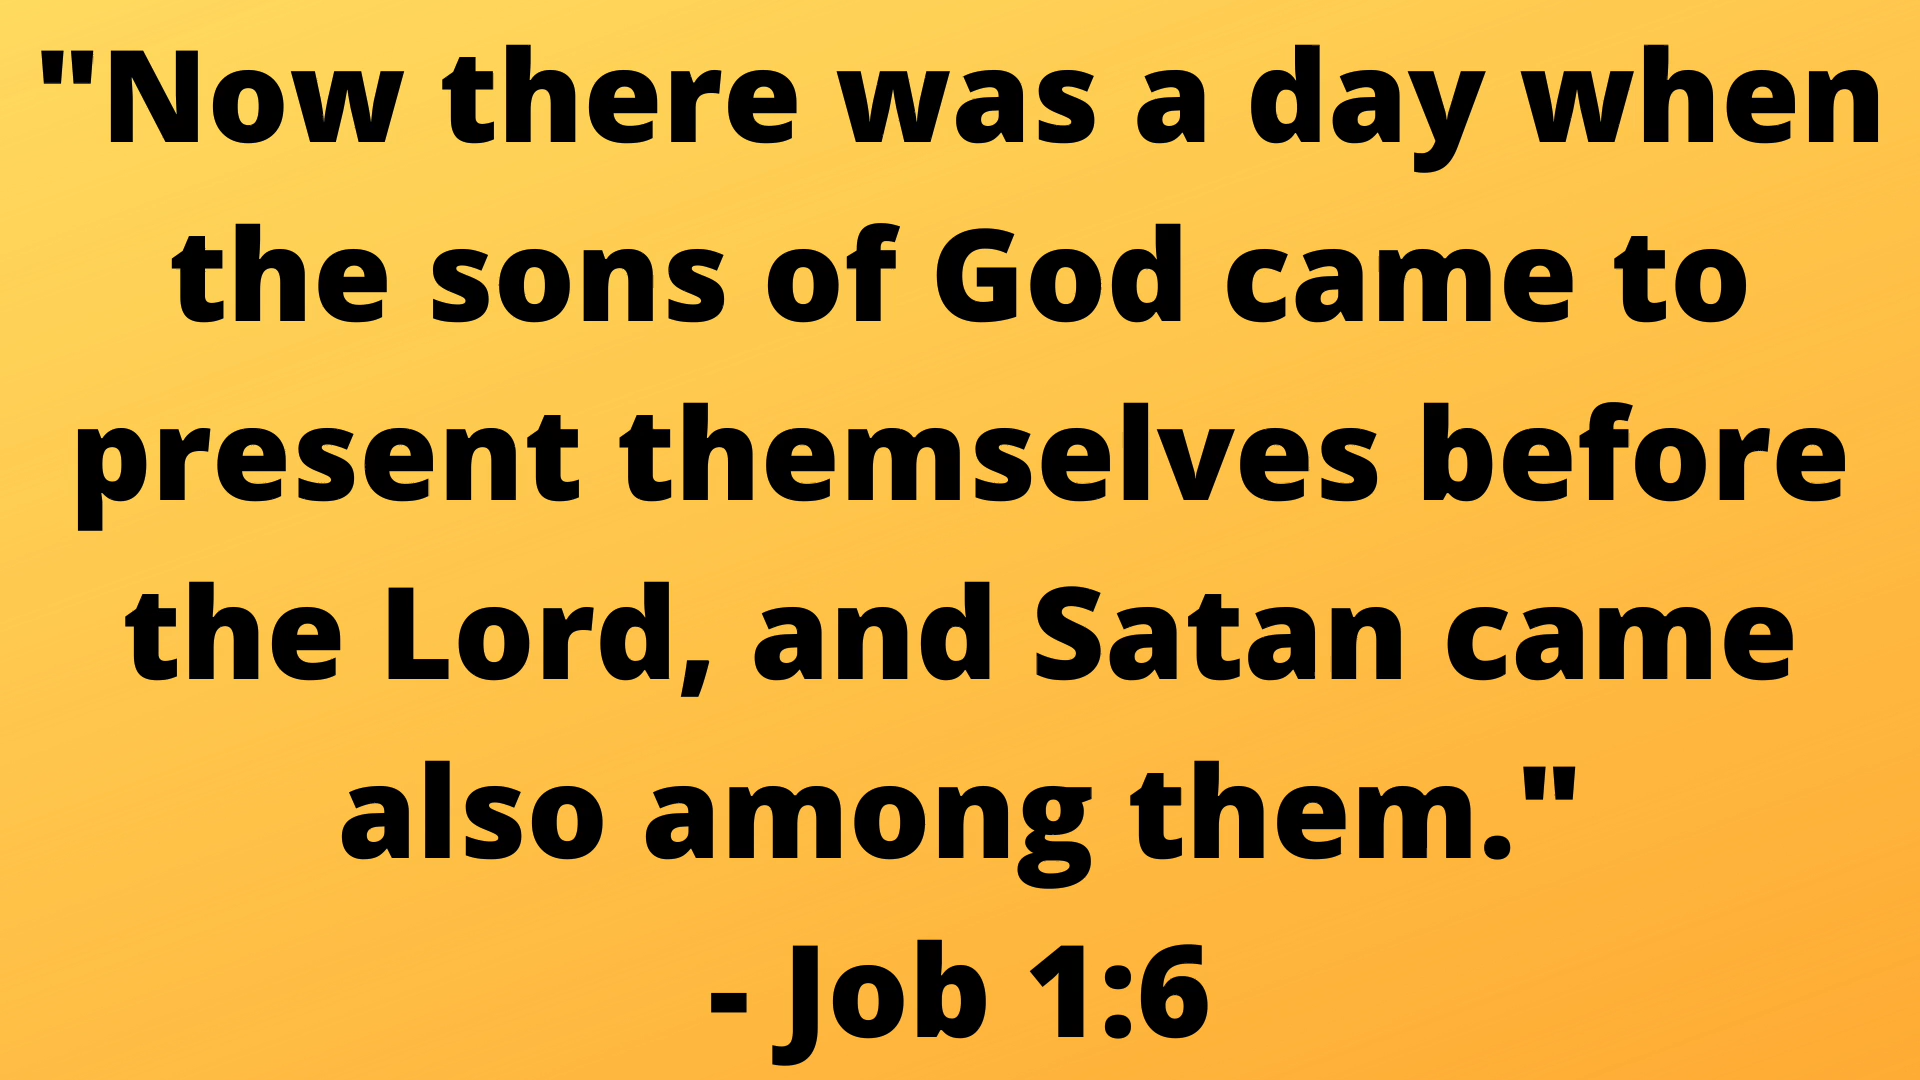 "Now there was a day when
the sons of God came to
present themselves before
the Lord, and Satan came
also among them."
- Job 1:6